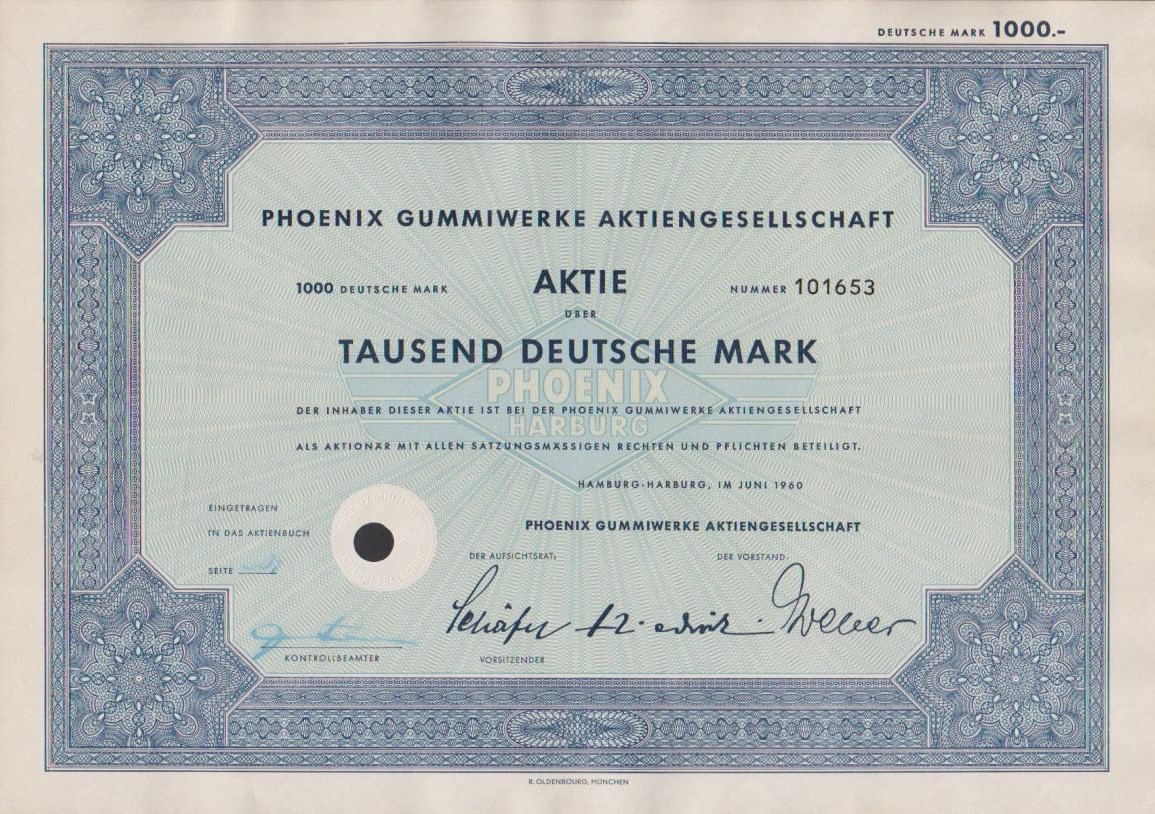 DEUTSCHE MARK 1000.-
PHOENIX GUMMIWERKE AKTIENGESELLSCHAFT
1000 DEUTSCHE MARK AKTIE NUMMER 101653
ÜBER
TAUSEND DEUTSCHE MARK
PHOENIX
DER INHABER DIESER AKTIE IST BEI DER PHOENIX GUMMIWERKE AKTIENGESELLSCHAFT
HARBURG
ALS AKTIONÄR MIT ALLEN SATZUNGSMÄSSIGEN RECHTEN UND PFLICHTEN BETEILIGT.
HAMBURG-HARBURG, IM JUNI 1960
EINGETRAGEN
IN DAS AKTIENBUCH
SEITE
PHOENIX GUMMIWERKE AKTIENGESELLSCHAFT
DER AUFSICHTSRAT: DER VORSTAND:
Schäfer Weber
KONTROLLBEAMTER VORSITZENDER
R. OLDENBOURG, MÜNCHEN